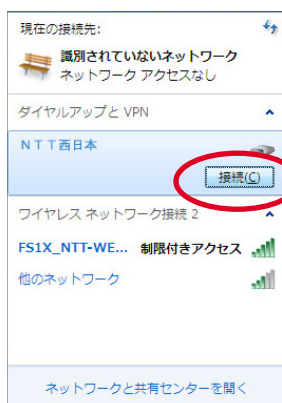 現在の接続先:
識別されていないネットワーク
ネットワーク アクセスなし
ダイヤルアップと VPN
ＮＴＴ西日本
接続(C)
ワイヤレス ネットワーク接続 2
FS1X_NTT-WE... 制限付きアクセス
他のネットワーク
ネットワークと共有センターを開く